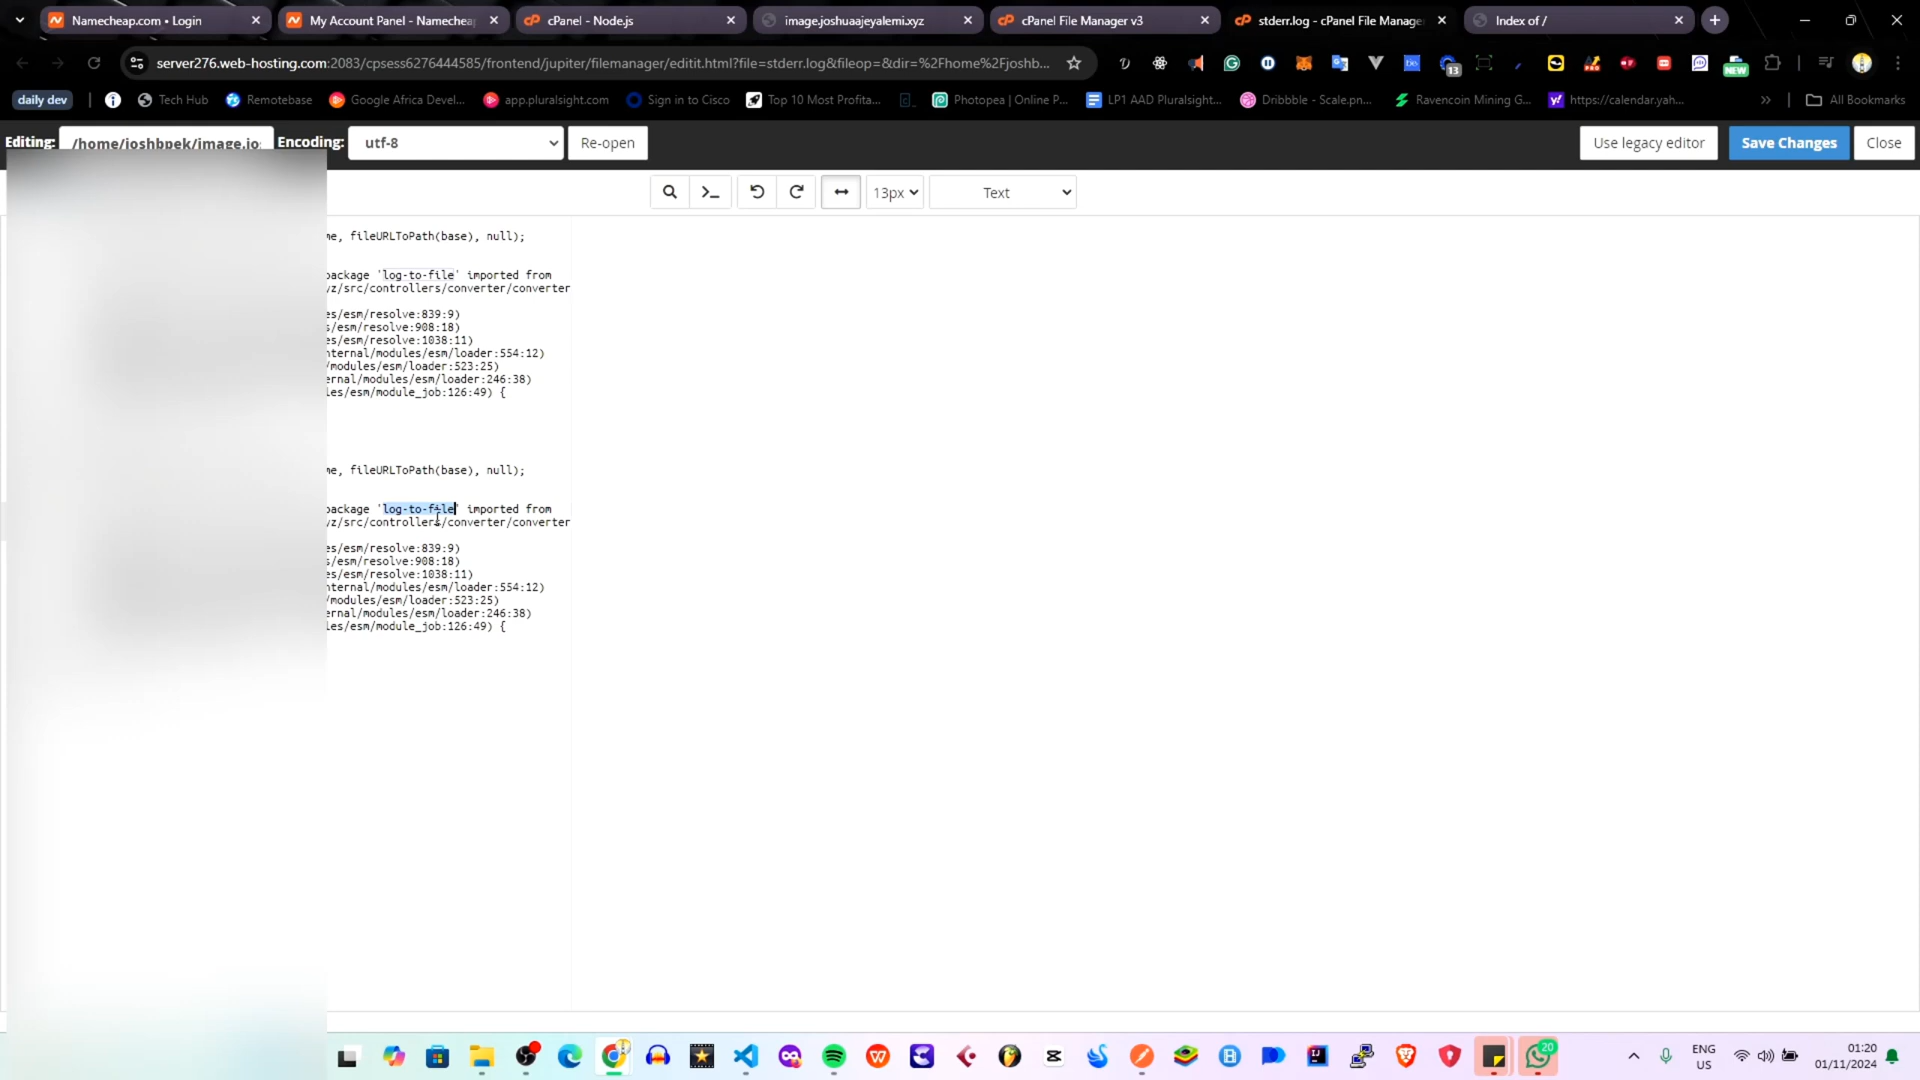 Namecheap.com • Login
My Account Panel - Namechea
cPanel - Node.js
image.joshuaajeyalemi.xyz
cPanel File Manager v3
stderr.log - cPanel File Manage
Index of /
server276.web-hosting.com:2083/cpsess6276444585/frontend/jupiter/filemanager/editit.html?file=stderr.log&fileop=&dir=%2Fhome%2Fjoshb...
13
NEW
daily dev
Tech Hub
Remotebase
Google Africa Devel...
app.pluralsight.com
Sign in to Cisco
Top 10 Most Profita...
Photopea | Online P...
LP1 AAD Pluralsight...
Dribbble - Scale.pn...
Ravencoin Mining G...
https://calendar.yah...
All Bookmarks
Editing:
/home/joshbpek/image.jo
Encoding:
utf-8
Re-open
Use legacy editor
Save Changes
Close
13px
Text
me, fileURLToPath(base), null);
package 'log-to-file' imported from
yz/src/controllers/converter/converter
es/esm/resolve:839:9)
s/esm/resolve:908:18)
es/esm/resolve:1038:11)
nternal/modules/esm/loader:554:12)
/modules/esm/loader:523:25)
ernal/modules/esm/loader:246:38)
les/esm/module_job:126:49) {
me, fileURLToPath(base), null);
package 'log-to-file' imported from
yz/src/controllers/converter/converter
es/esm/resolve:839:9)
s/esm/resolve:908:18)
es/esm/resolve:1038:11)
nternal/modules/esm/loader:554:12)
/modules/esm/loader:523:25)
ernal/modules/esm/loader:246:38)
les/esm/module_job:126:49) {
20
ENG
US
01:20
01/11/2024